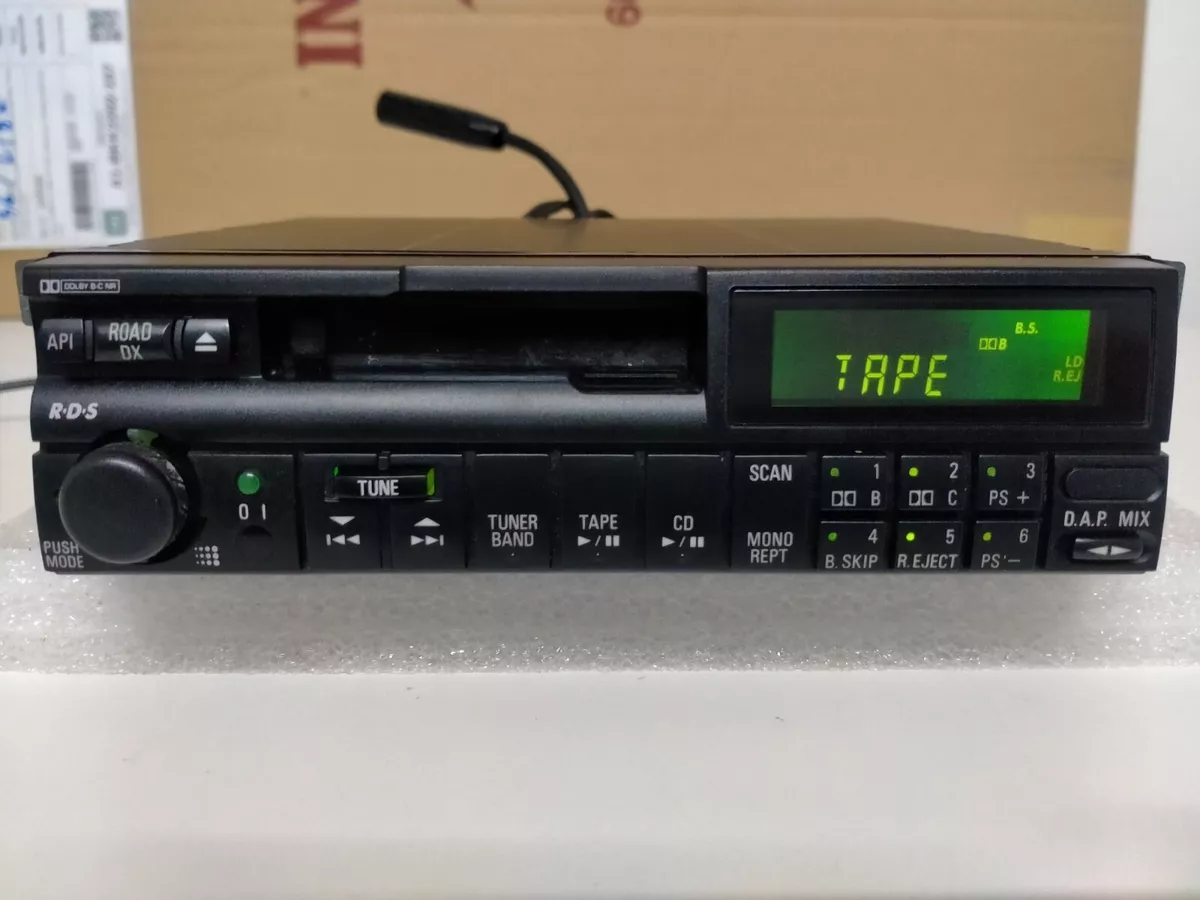 IN
DOLBY B·C NR
API
ROAD
DX
R·D·S
B.S.
B
TAPE
LD
R.EJ
PUSH
MODE
0 I
TUNE
TUNER
BAND
TAPE
CD
SCAN
MONO
REPT
1
B
2
C
3
PS +
4
B.SKIP
5
R.EJECT
6
PS -
D.A.P. MIX